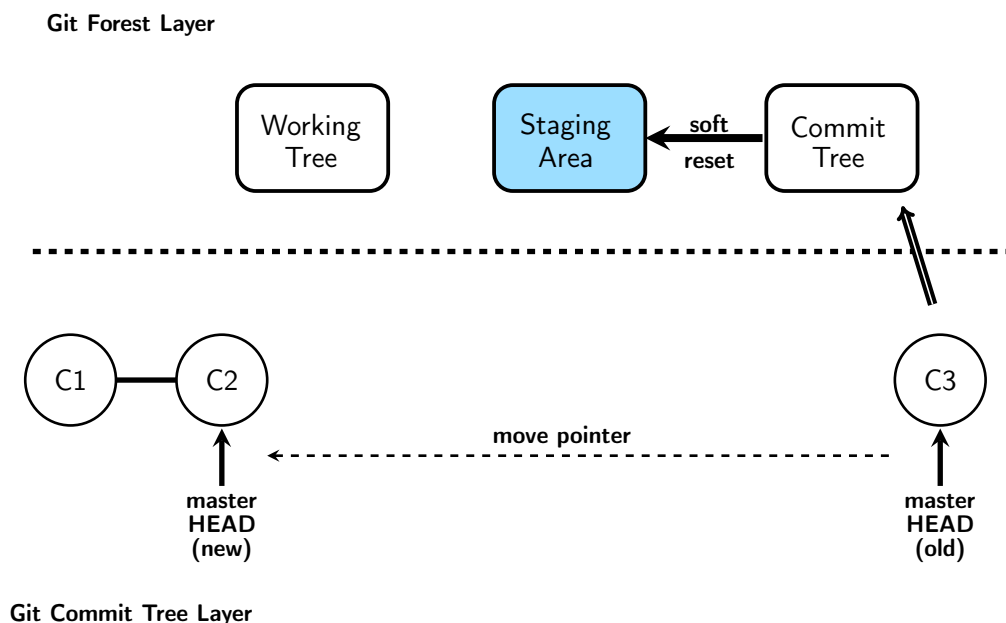 Git Forest Layer
Working
Tree
Staging
Area
soft
reset
Commit
Tree
C1
C2
C3
move pointer
master
HEAD
(new)
master
HEAD
(old)
Git Commit Tree Layer